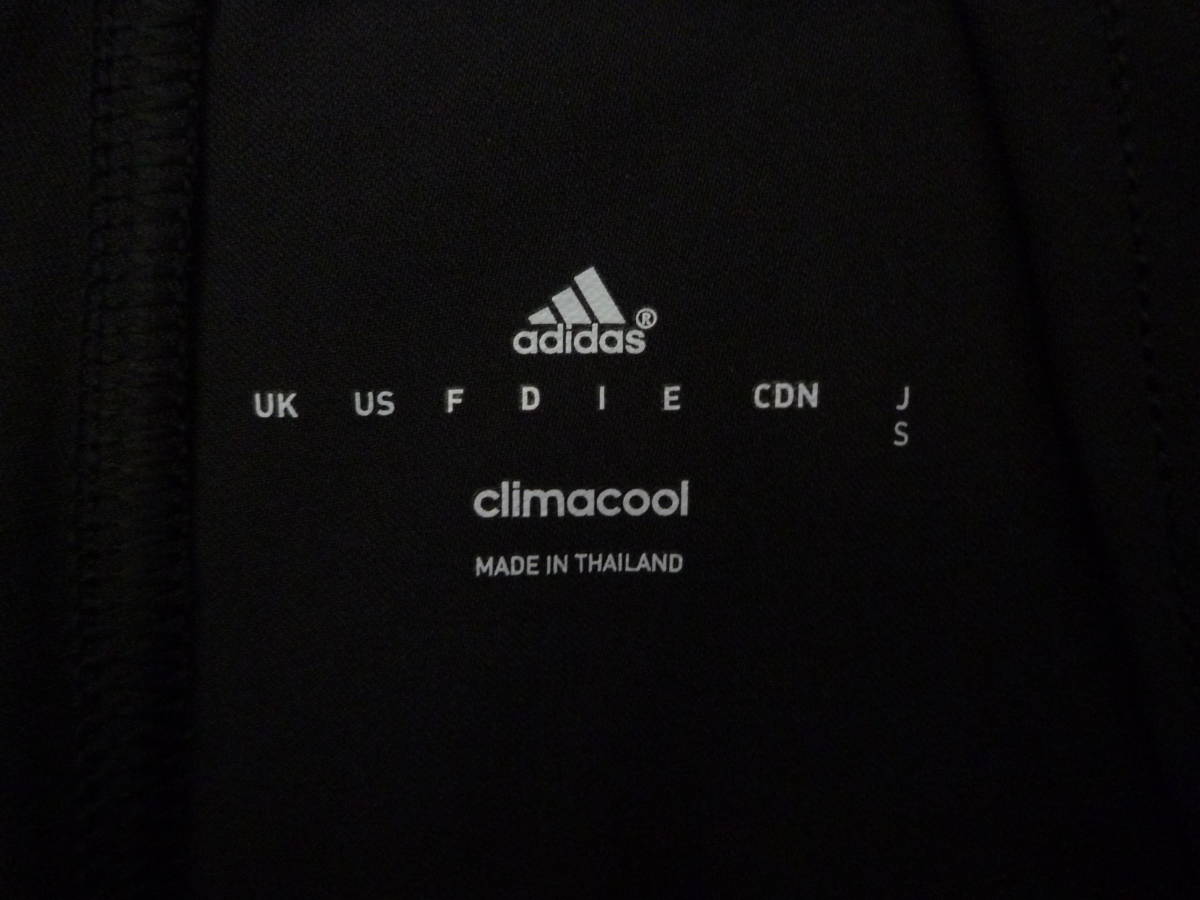 adidas®
UK US F D I E CDN J
S
climacool
MADE IN THAILAND